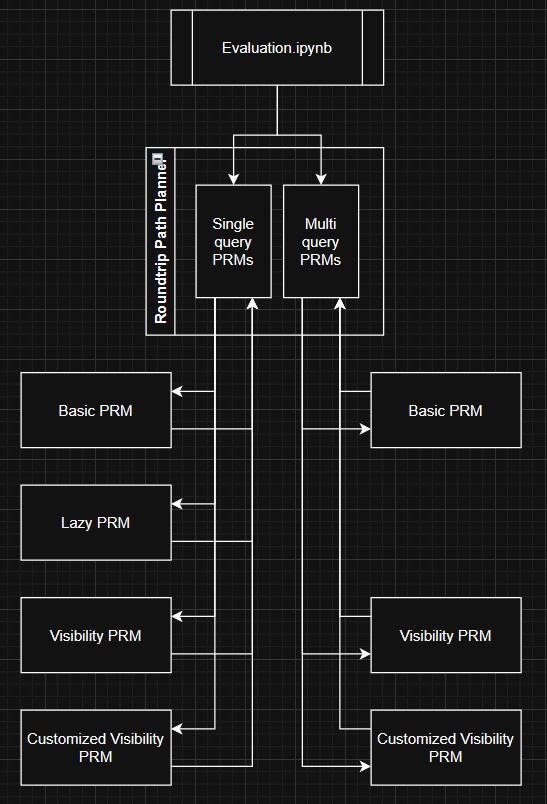 Evaluation.ipynb
Roundtrip Path Planner
Single
query
PRMs
Multi
query
PRMs
Basic PRM
Basic PRM
Lazy PRM
Visibility PRM
Visibility PRM
Customized Visibility
PRM
Customized Visibility
PRM